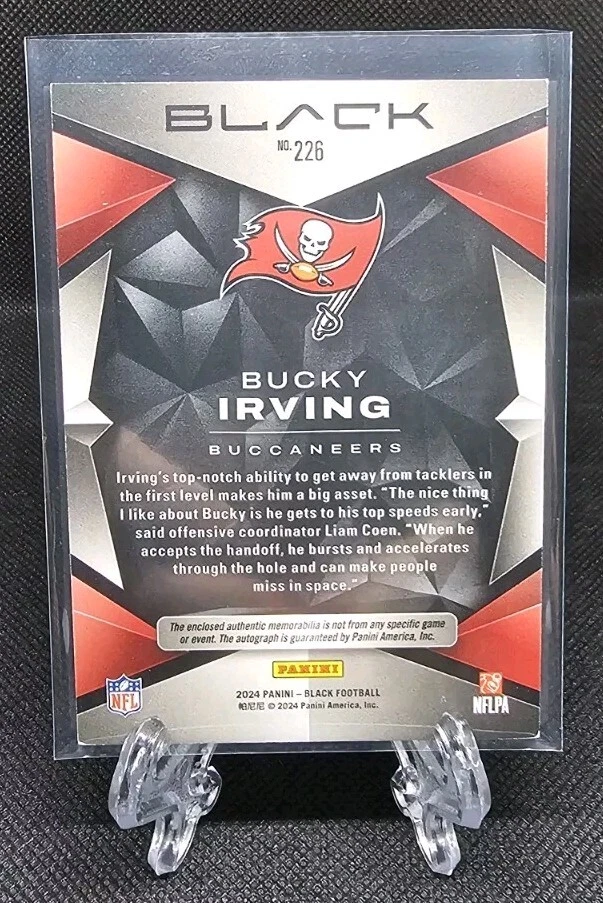 BLACK
NO. 226
BUCKY
IRVING
BUCCANEERS
Irving's top-notch ability to get away from tacklers in
the first level makes him a big asset. "The nice thing
I like about Bucky is he gets to his top speeds early,"
said offensive coordinator Liam Coen. "When he
accepts the handoff, he bursts and accelerates
through the hole and can make people
miss in space."
The enclosed authentic memorabilia is not from any specific game
or event. The autograph is guaranteed by Panini America, Inc.
PANINI
2024 PANINI – BLACK FOOTBALL
帕尼尼 © 2024 Panini America, Inc.
NFL
NFLPA